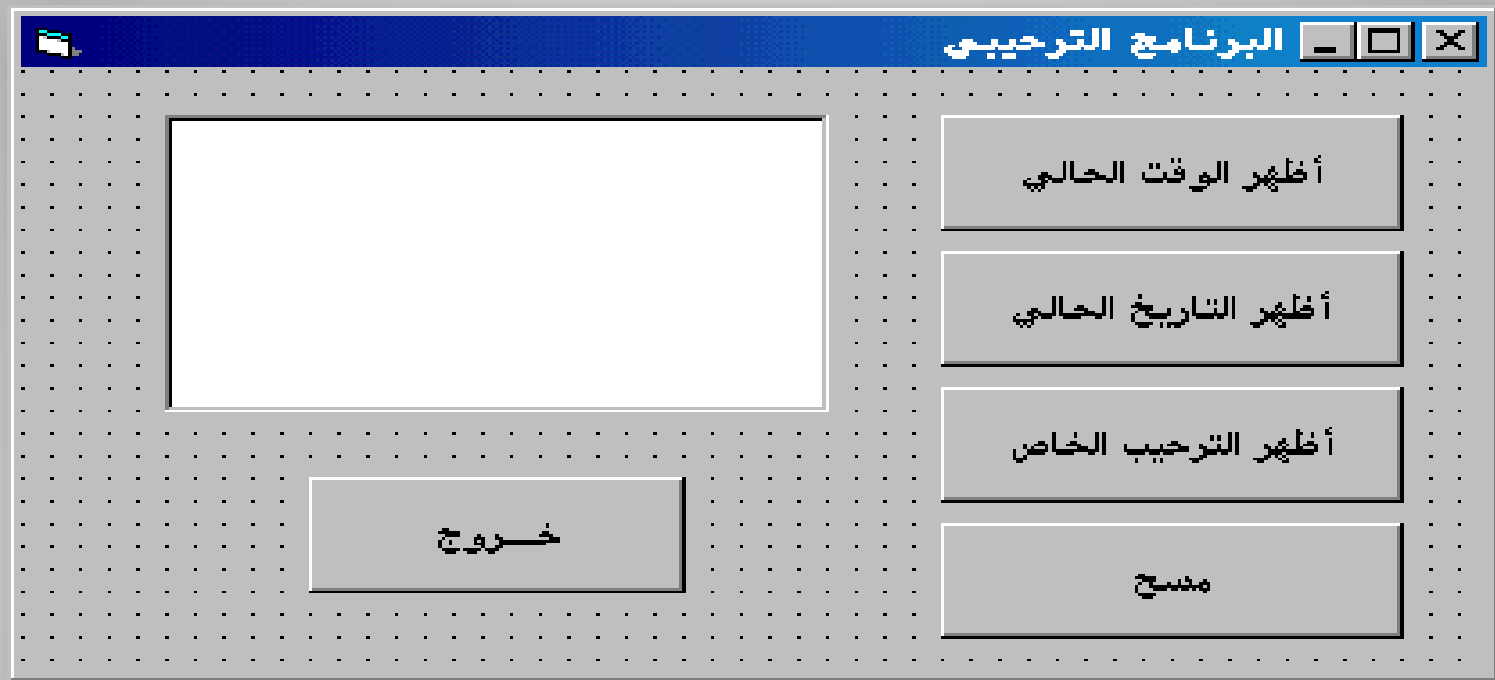 البرنامج الترحيبي
أظهر الوقت الحالي
أظهر التاريخ الحالي
أظهر الترحيب الخاص
مسح
خـــروج